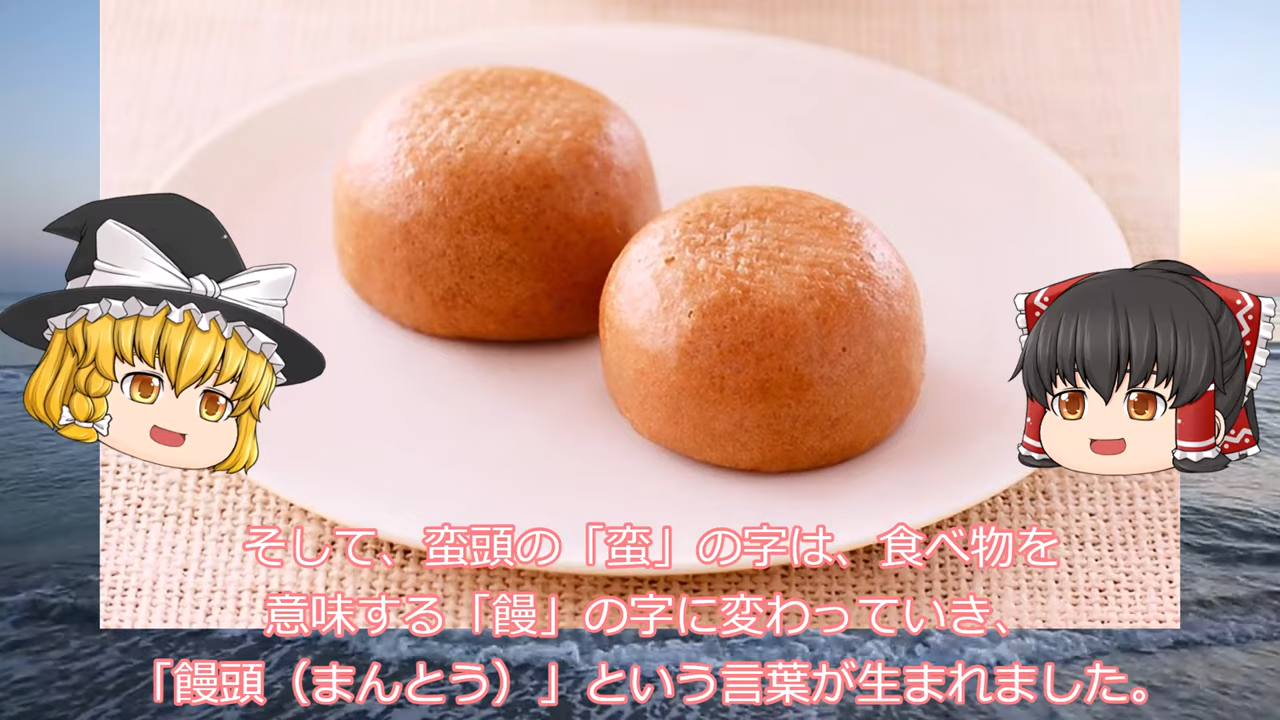 そして、蛮頭の「蛮」の字は、食べ物を
意味する「饅」の字に変わっていき、
「饅頭（まんとう）」という言葉が生まれました。